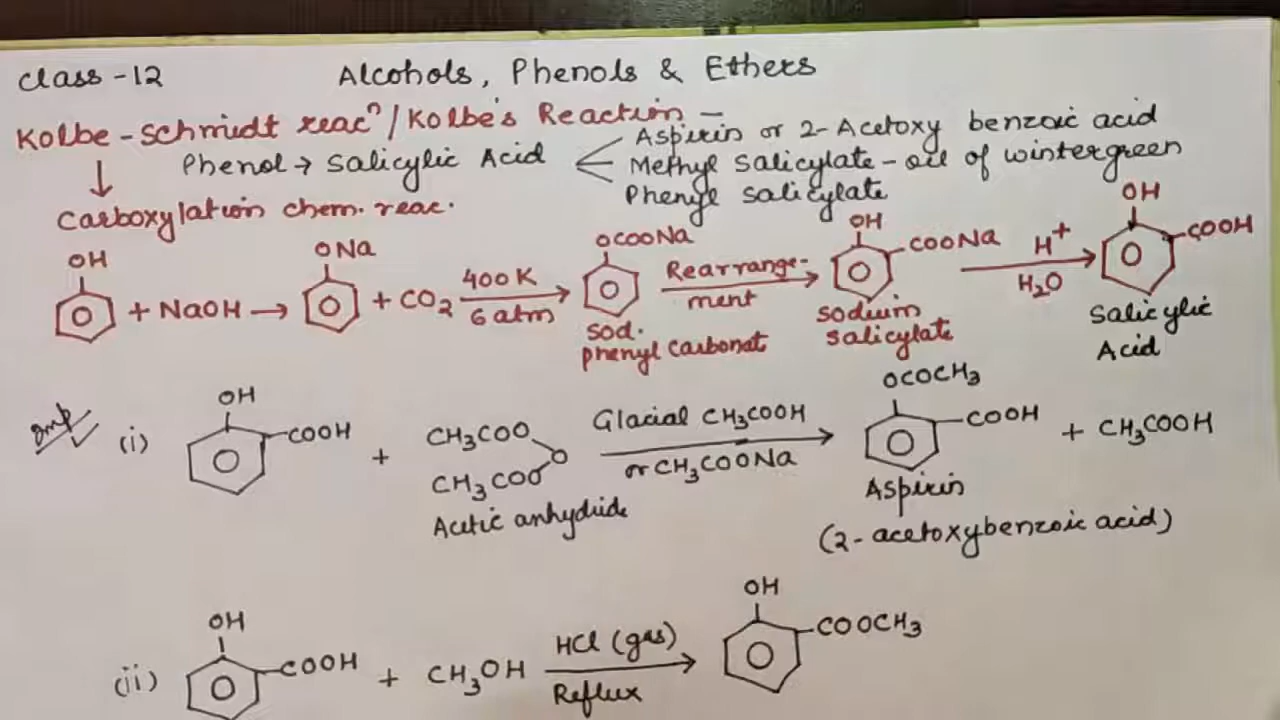 Class -12 Alcohols, Phenols & Ethers
Kolbe - Schmidt reacⁿ / Kolbe's Reaction -
Phenol → Salicylic Acid
Aspirin or 2-Acetoxy benzoic acid
Methyl Salicylate - oil of wintergreen
Phenyl salicylate
↓
Carboxylation chem. reac.
OH + NaOH → ONa + CO₂ 400 K 6 atm → OCOONa Rearrange- ment → OH COONa H⁺ H₂O → OH COOH
sod. phenyl carbonat
sodium salicylate
Salicylic Acid
Imp ✓
(i) OH COOH + CH₃COO CH₃COO O Glacial CH₃COOH or CH₃COONa → OCOCH₃ COOH + CH₃COOH
Acetic anhydride
Aspirin
(2-acetoxybenzoic acid)
(ii) OH COOH + CH₃OH HCl (gas) Reflux → OH COOCH₃